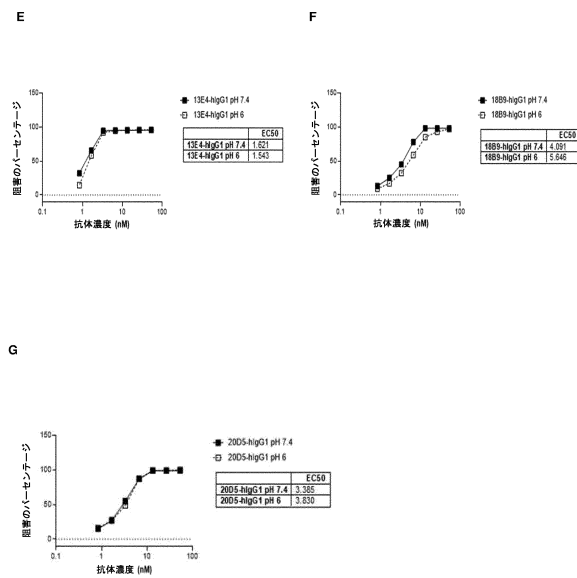 E
阻害のパーセンテージ
150
100
50
0
0.1
1
10
100
抗体濃度 (nM)
13E4-hIgG1 pH 7.4
13E4-hIgG1 pH 6
EC50
13E4-hIgG1 pH 7.4 1.621
13E4-hIgG1 pH 6 1.543
F
阻害のパーセンテージ
150
100
50
0
0.1
1
10
100
抗体濃度 (nM)
18B9-hIgG1 pH 7.4
18B9-hIgG1 pH 6
EC50
18B9-hIgG1 pH 7.4 4.091
18B9-hIgG1 pH 6 5.646
G
阻害のパーセンテージ
150
100
50
0
0.1
1
10
100
抗体濃度 (nM)
20D5-hIgG1 pH 7.4
20D5-hIgG1 pH 6
EC50
20D5-hIgG1 pH 7.4 3.385
20D5-hIgG1 pH 6 3.830